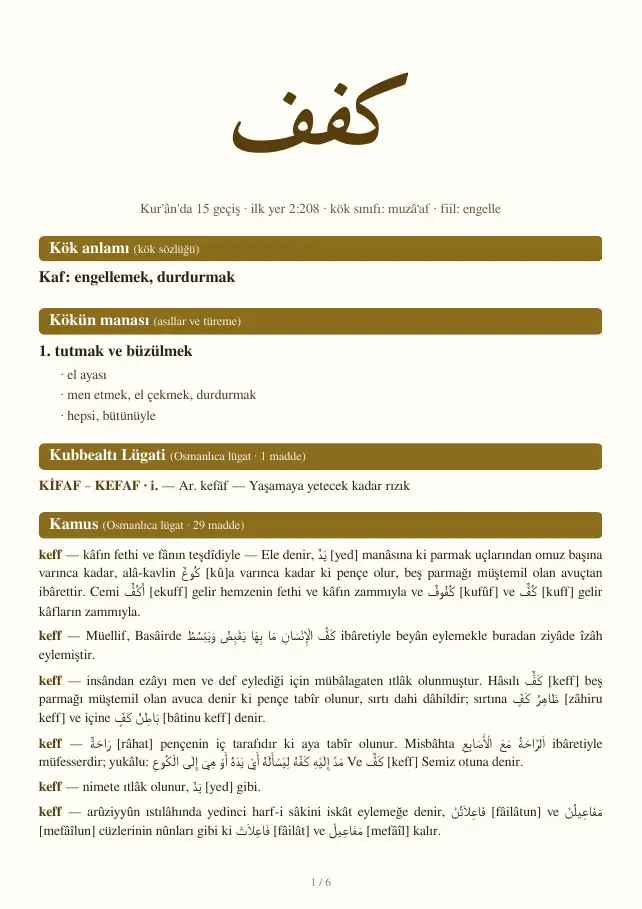 كفف
Kur'ân'da 15 geçiş · ilk yer 2:208 · kök sınıfı: muzâ'af · fiil: engelle
Kök anlamı (kök sözlüğü)
Kaf: engellemek, durdurmak
Kökün manası (asıllar ve türeme)
1. tutmak ve büzülmek
· el ayası
· men etmek, el çekmek, durdurmak
· hepsi, bütünüyle
Kubbealtı Lügati (Osmanlıca lügat · 1 madde)
KİFAF – KEFAF · i. — Ar. kefāf — Yaşamaya yetecek kadar rızık
Kamus (Osmanlıca lügat · 29 madde)
keff — kâfın fethi ve fânın teşdîdiyle — Ele denir, يَدٌ [yed] manâsına ki parmak uçlarından omuz başına
varınca kadar, alâ-kavlin كُوعٌ [kû]a varınca kadar ki pençe olur, beş parmağı müştemil olan avuçtan
ibârettir. Cemi أَكُفٌّ [ekuff] gelir hemzenin fethi ve kâfın zammıyla ve كُفُوفٌ [kufûf] ve كُفٌّ [kuff] gelir
kâfların zammıyla.
keff — Müellif, Basâirde كَفُّ الْإِنْسَانِ مَا بِهَا يَقْبِضُ وَيَبْسُطُ ibâretiyle beyân eylemekle buradan ziyâde îzâh
eylemiştir.
keff — insândan ezâyı men ve def eylediği için mübâlagaten ıtlâk olunmuştur. Hâsılı كَفٌّ [keff] beş
parmağı müştemil olan avuca denir ki pençe tabîr olunur, sırtı dahi dâhildir; sırtına ظَاهِرُ كَفٍّ [zâhiru
keff] ve içine بَاطِنُ كَفٍّ [bâtinu keff] denir.
keff — رَاحَةٌ [râhat] pençenin iç tarafıdır ki aya tabîr olunur. Misbâhta اَلرَّاحَةُ مَعَ الْأَصَابِعِ ibâretiyle
müfesserdir; yukâlu: مَدَّ إِلَيْهِ كَفَّهُ لِيَسْأَلَهُ أَيْ يَدَهُ أَوْ هِيَ إِلَى الْكُوعِ Ve كَفٌّ [keff] Semiz otuna denir.
keff — nimete ıtlâk olunur, يَدٌ [yed] gibi.
keff — arûziyyûn ıstılâhında yedinci harf-i sâkini iskât eylemeğe denir, فَاعِلَاتُنْ [fâilâtun] ve مَفَاعِيلُنْ
[mefâîlun] cüzlerinin nûnları gibi ki فَاعِلَاتُ [fâilât] ve مَفَاعِيلُ [mefâîl] kalır.
1 / 6